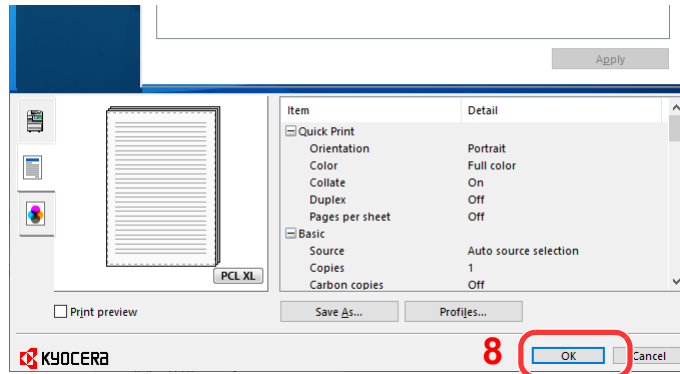 Apply
Item Detail
Quick Print
Orientation Portrait
Color Full color
Collate On
Duplex Off
Pages per sheet Off
Basic
Source Auto source selection
Copies 1
Carbon copies Off
PCL XL
Print preview Save As... Profiles...
KYOCERA 8 OK Cancel